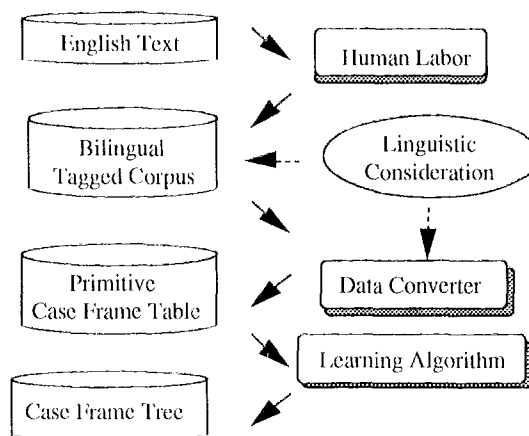 English Text
Human Labor
Bilingual
Tagged Corpus
Linguistic
Consideration
Primitive
Case Frame Table
Data Converter
Learning Algorithm
Case Frame Tree